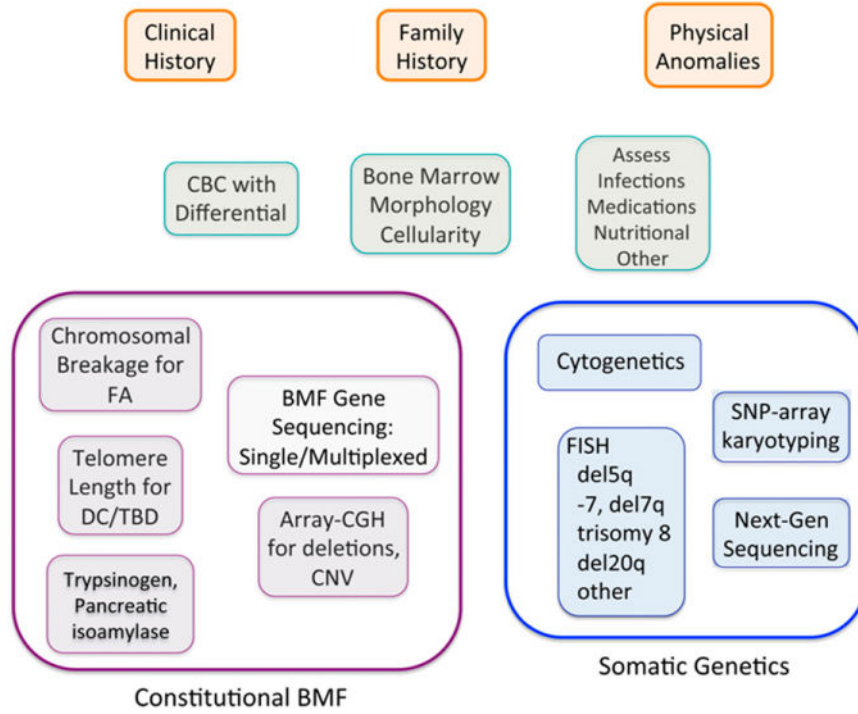 Clinical
History
Family
History
Physical
Anomalies
CBC with
Differential
Bone Marrow
Morphology
Cellularity
Assess
Infections
Medications
Nutritional
Other
Chromosomal
Breakage for
FA
Telomere
Length for
DC/TBD
Trypsinogen,
Pancreatic
isoamylase
BMF Gene
Sequencing:
Single/Multiplexed
Array-CGH
for deletions,
CNV
Constitutional BMF
Cytogenetics
FISH
del5q
-7, del7q
trisomy 8
del20q
other
SNP-array
karyotyping
Next-Gen
Sequencing
Somatic Genetics